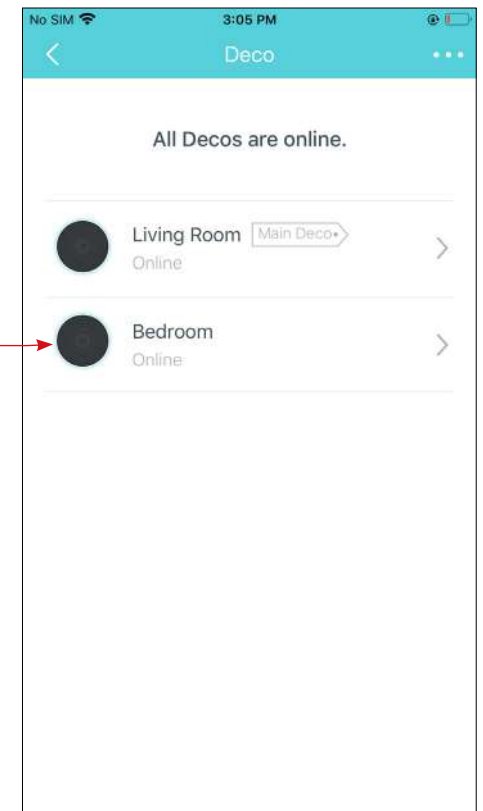 No SIM 3:05 PM
Deco
All Decos are online.
Living Room Main Deco
Online
Bedroom
Online